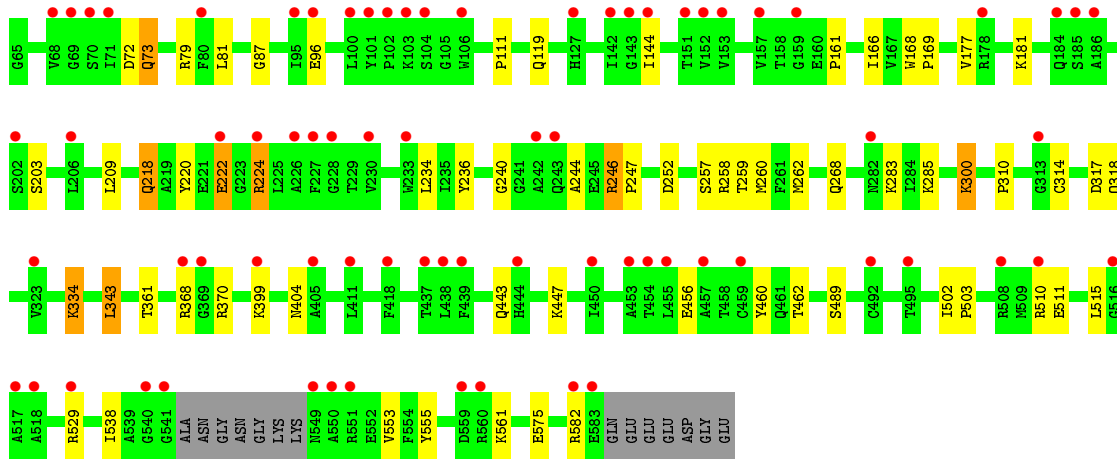 G65 V68 G69 S70 I71 D72 Q73 R79 F80 L81 G87 I95 E96 L100 Y101 P102 K103 S104 G105 W106 P111 Q119 H127 I142 G143 I144 T151 V152 V153 V157 T158 G159 E160 P161 I166 V167 W168 P169 V177 R178 K181 Q184 S185 A186
S202 S203 L206 L209 Q218 A219 Y220 E221 E222 G223 R224 L225 A226 F227 G228 T229 V230 W233 L234 I235 Y236 G240 G241 A242 Q243 A244 E245 R246 P247 D252 S257 R258 T259 M260 F261 M262 Q268 N282 K283 I284 K285 K300 P310 G313 C314 D317 D318
V323 K334 L343 T361 R368 G369 R370 K399 N404 A405 L411 F418 T437 L438 F439 Q443 H444 K447 I450 A453 T454 L455 E456 A457 T458 C459 Y460 Q461 T462 S489 C492 T495 I502 P503 R508 M509 R510 E511 L515 G516
A517 A518 R529 I538 A539 G540 G541 ALA ASN GLY ASN GLY LYS LYS N549 A550 R551 E552 V553 F554 Y555 D559 R560 K561 E575 R582 E583 GLN GLU GLU GLU ASP GLY GLU